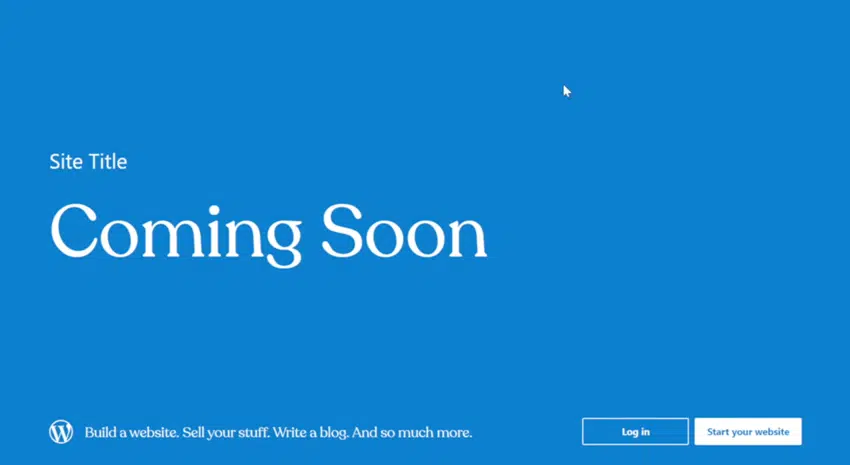 Site Title
Coming Soon
Build a website. Sell your stuff. Write a blog. And so much more.
Log in
Start your website